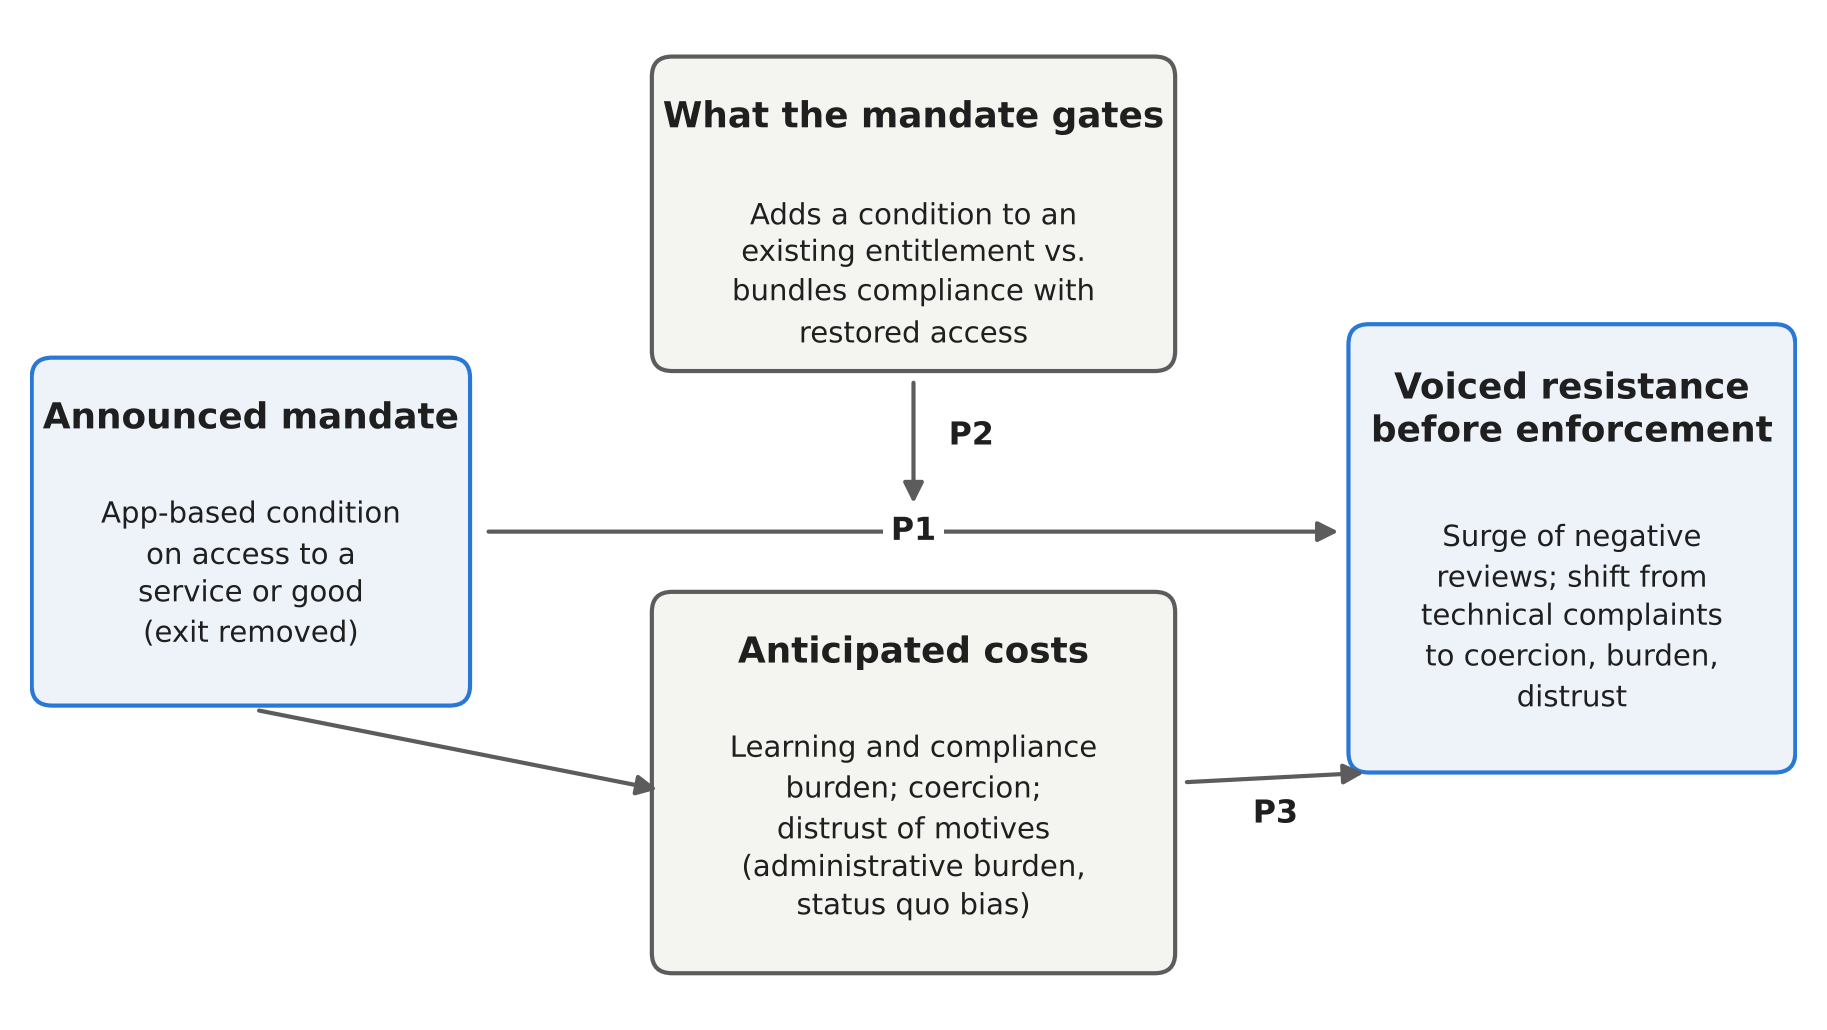 What the mandate gates
Adds a condition to an
existing entitlement vs.
bundles compliance with
restored access
Announced mandate
App-based condition
on access to a
service or good
(exit removed)
P2
P1
Voiced resistance
before enforcement
Surge of negative
reviews; shift from
technical complaints
to coercion, burden,
distrust
Anticipated costs
Learning and compliance
burden; coercion;
distrust of motives
(administrative burden,
status quo bias)
P3